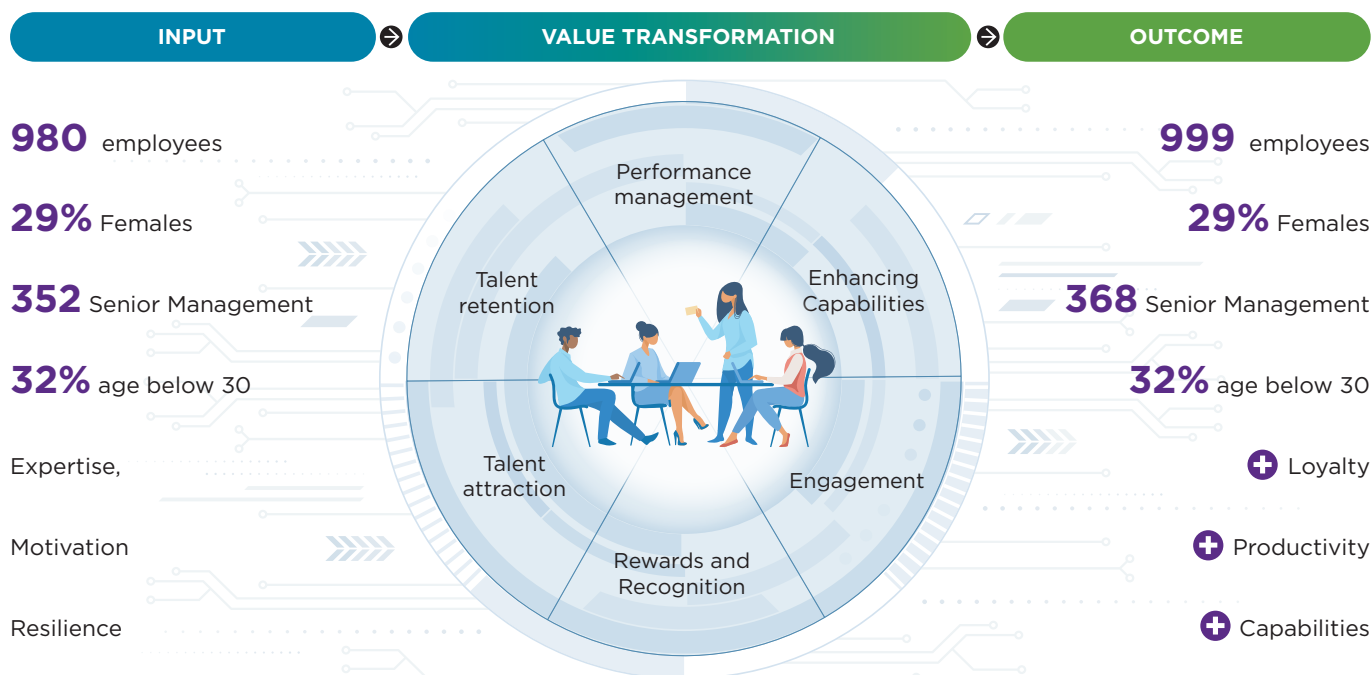 INPUT
VALUE TRANSFORMATION
OUTCOME
980 employees
29% Females
352 Senior Management
32% age below 30
Expertise,
Motivation
Resilience
Performance
management
Enhancing
Capabilities
Engagement
Rewards and
Recognition
Talent
attraction
Talent
retention
999 employees
29% Females
368 Senior Management
32% age below 30
Loyalty
Productivity
Capabilities